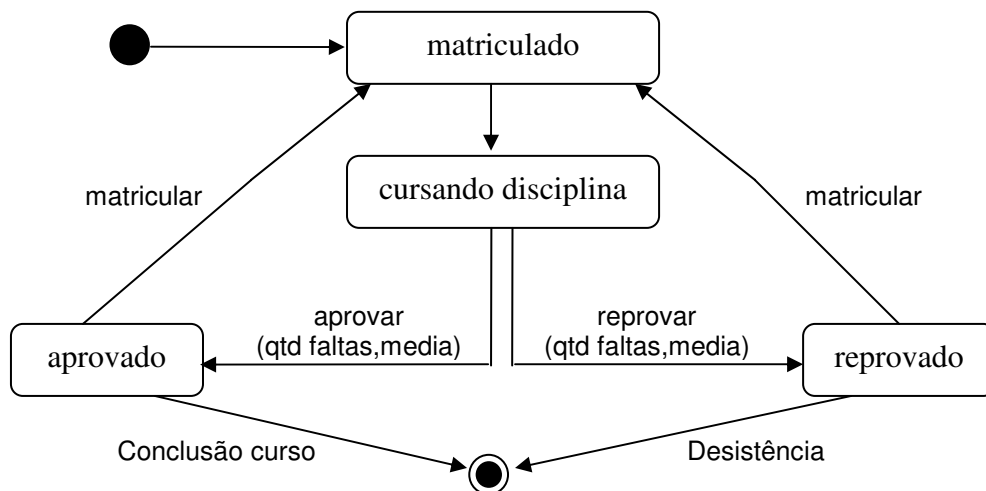 matriculado
cursando disciplina
matricular
matricular
aprovar
(qtd faltas,media)
reprovar
(qtd faltas,media)
aprovado
reprovado
Conclusão curso
Desistência